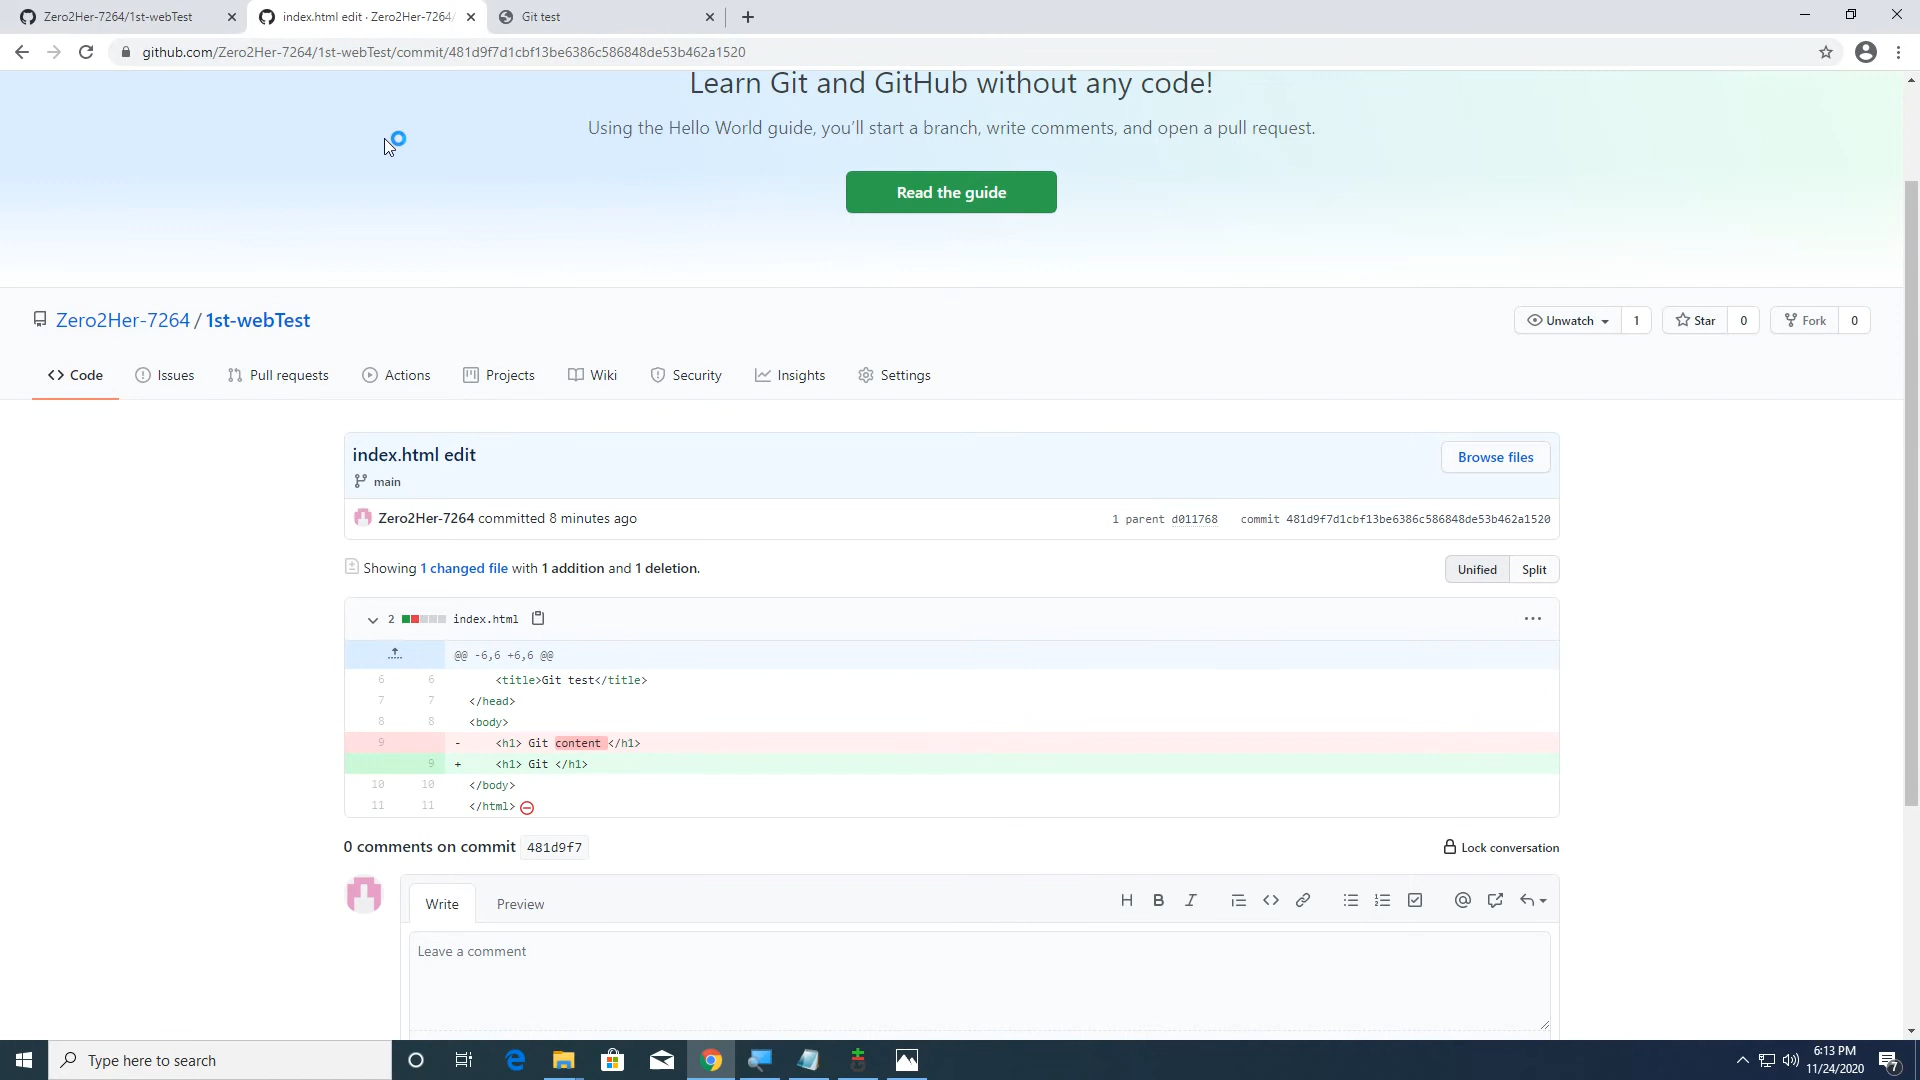 Zero2Her-7264/1st-webTest
index.html edit · Zero2Her-7264/
Git test
github.com/Zero2Her-7264/1st-webTest/commit/481d9f7d1cbf13be6386c586848de53b462a1520
Learn Git and GitHub without any code!
Using the Hello World guide, you’ll start a branch, write comments, and open a pull request.
Read the guide
Zero2Her-7264 / 1st-webTest
Unwatch 1 Star 0 Fork 0
Code Issues Pull requests Actions Projects Wiki Security Insights Settings
index.html edit
Browse files
main
Zero2Her-7264 committed 8 minutes ago
1 parent d011768 commit 481d9f7d1cbf13be6386c586848de53b462a1520
Showing 1 changed file with 1 addition and 1 deletion.
Unified Split
2 index.html
@@ -6,6 +6,6 @@
6 6 <title>Git test</title>
7 7 </head>
8 8 <body>
9 - <h1> Git content </h1>
9 + <h1> Git </h1>
10 10 </body>
11 11 </html>
0 comments on commit 481d9f7
Lock conversation
Write Preview
Leave a comment
Type here to search
6:13 PM
11/24/2020
7